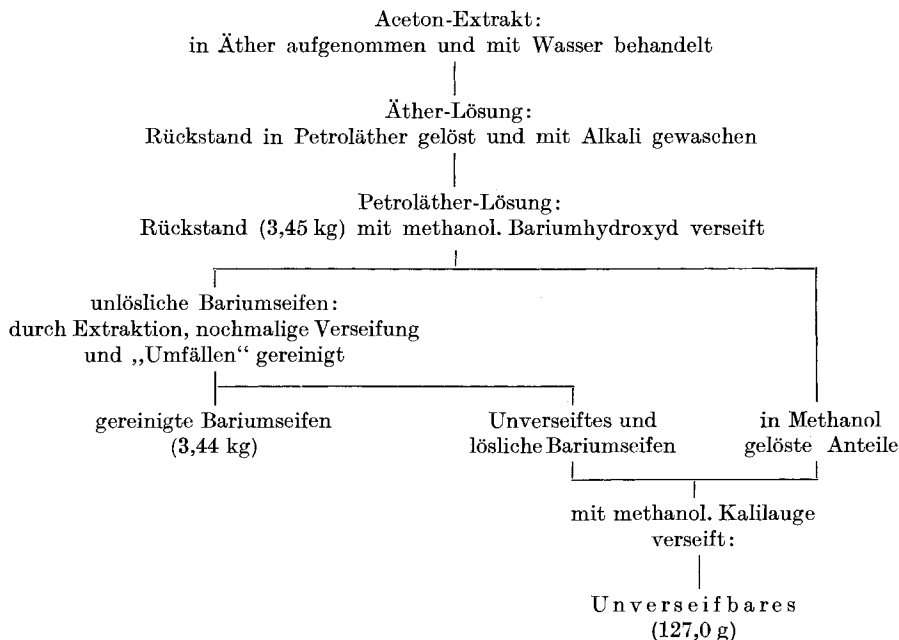 Aceton-Extrakt:
in Äther aufgenommen und mit Wasser behandelt
Äther-Lösung:
Rückstand in Petroläther gelöst und mit Alkali gewaschen
Petroläther-Lösung:
Rückstand (3,45 kg) mit methanol. Bariumhydroxyd verseift
unlösliche Bariumseifen:
durch Extraktion, nochmalige Verseifung
und „Umfällen“ gereinigt
gereinigte Bariumseifen
(3,44 kg)
Unverseiftes und
lösliche Bariumseifen
in Methanol
gelöste Anteile
mit methanol. Kalilauge
verseift:
Unverseifbares
(127,0 g)